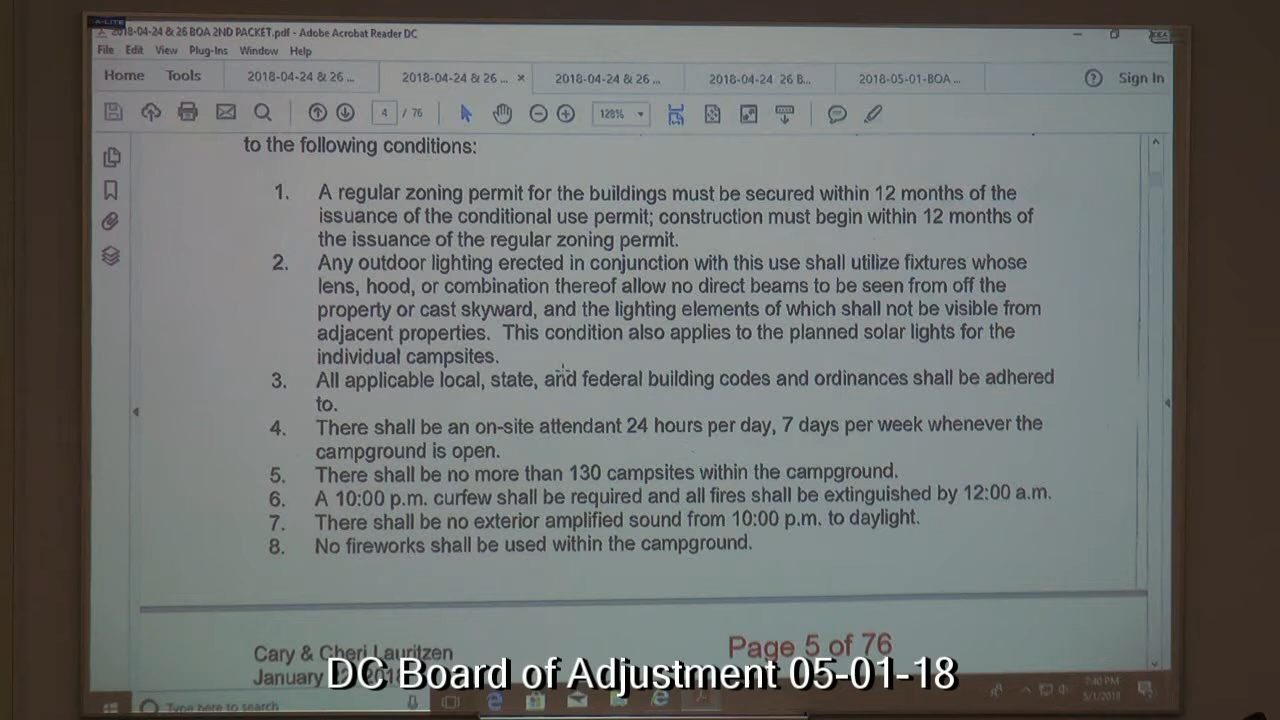 A-LITE
2018-04-24 & 26 BOA 2ND PACKET.pdf - Adobe Acrobat Reader DC
File Edit View Plug-Ins Window Help
Home Tools 2018-04-24 & 26 ... 2018-04-24 & 26 ... × 2018-04-24 & 26 ... 2018-04-24 26 B... 2018-05-01-BOA ... Sign In
4 / 76 128%
to the following conditions:
1. A regular zoning permit for the buildings must be secured within 12 months of the
issuance of the conditional use permit; construction must begin within 12 months of
the issuance of the regular zoning permit.
2. Any outdoor lighting erected in conjunction with this use shall utilize fixtures whose
lens, hood, or combination thereof allow no direct beams to be seen from off the
property or cast skyward, and the lighting elements of which shall not be visible from
adjacent properties. This condition also applies to the planned solar lights for the
individual campsites.
3. All applicable local, state, and federal building codes and ordinances shall be adhered
to.
4. There shall be an on-site attendant 24 hours per day, 7 days per week whenever the
campground is open.
5. There shall be no more than 130 campsites within the campground.
6. A 10:00 p.m. curfew shall be required and all fires shall be extinguished by 12:00 a.m.
7. There shall be no exterior amplified sound from 10:00 p.m. to daylight.
8. No fireworks shall be used within the campground.
Cary & Cheri Lauritzen
Page 5 of 76
January
DC Board of Adjustment 05-01-18
Type here to search
7:40 PM
5/1/2018